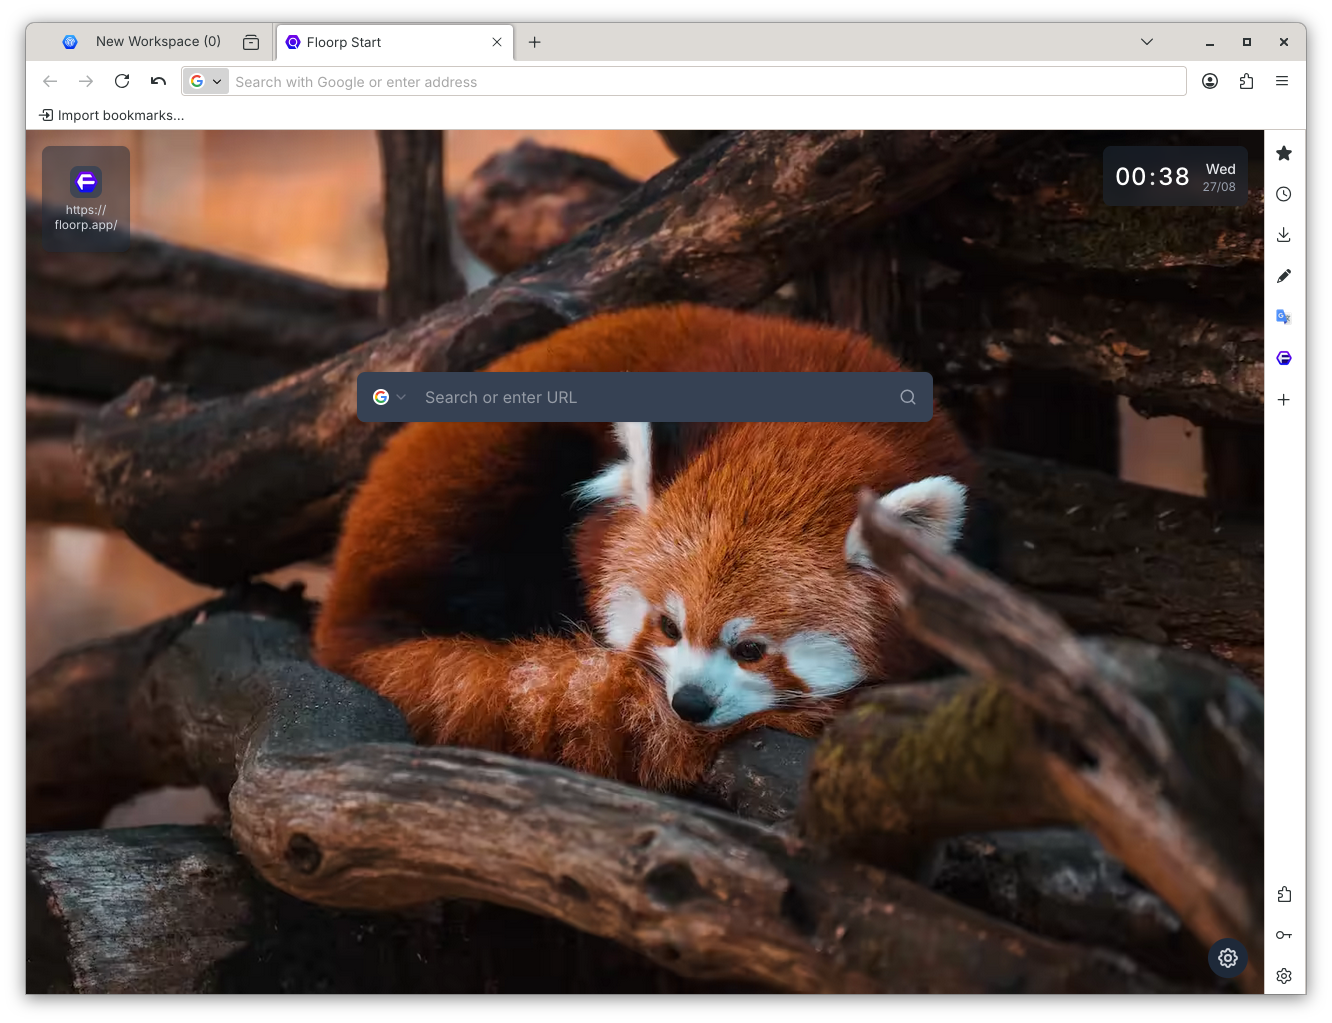 New Workspace (0)
Floorp Start
Search with Google or enter address
Import bookmarks...
https://
floorp.app/
00:38
Wed
27/08
Search or enter URL